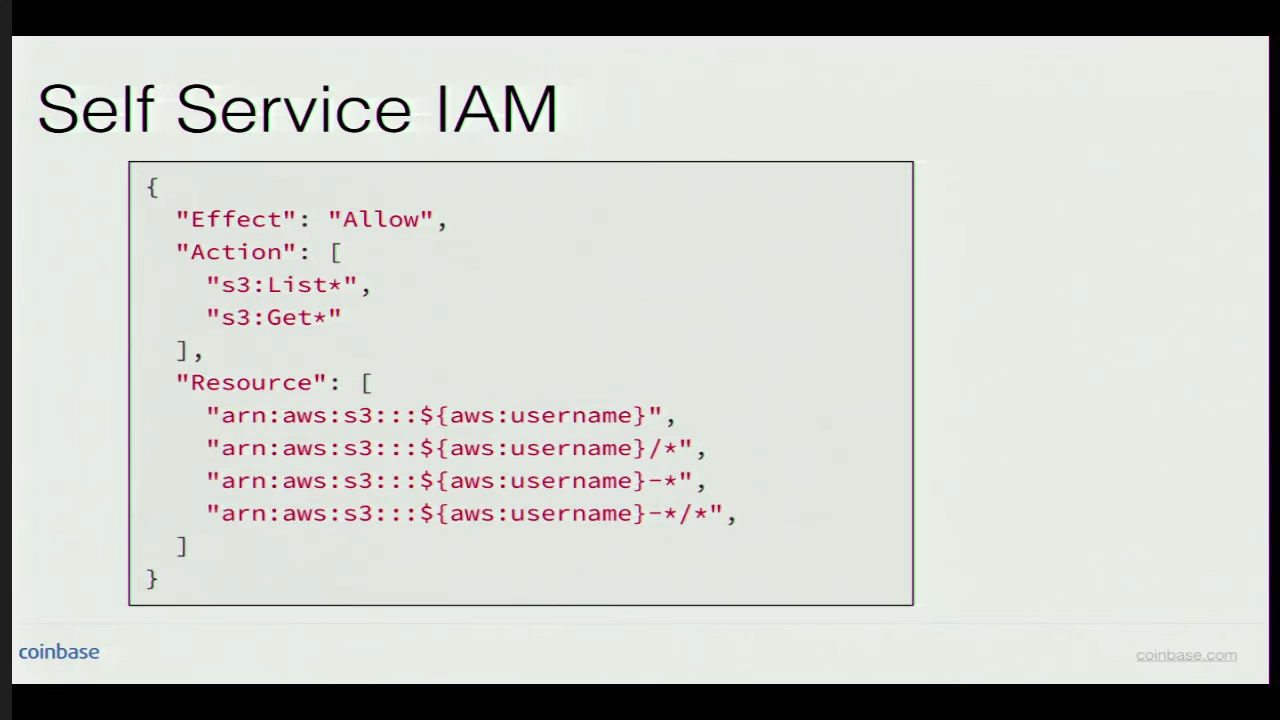 Self Service IAM
{
  "Effect": "Allow",
  "Action": [
    "s3:List*",
    "s3:Get*"
  ],
  "Resource": [
    "arn:aws:s3:::${aws:username}",
    "arn:aws:s3:::${aws:username}/*",
    "arn:aws:s3:::${aws:username}-*",
    "arn:aws:s3:::${aws:username}-*/*",
  ]
}
coinbase
coinbase.com